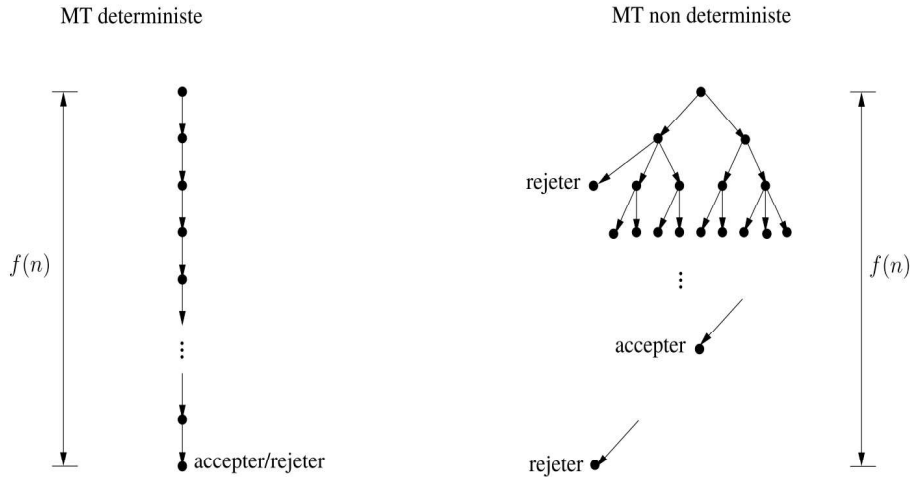 MT deterministe
f(n)
accepter/rejeter
MT non deterministe
rejeter
f(n)
accepter
rejeter